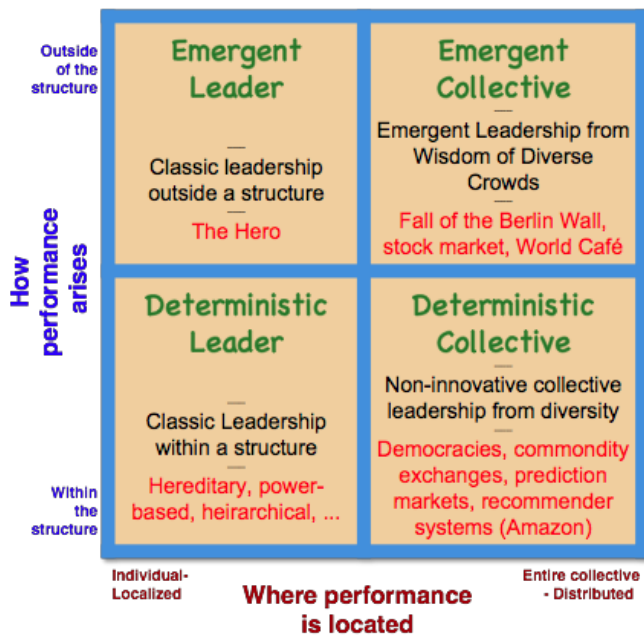 Outside
of the
structure
How
performance
arises
Within
the
structure
Emergent
Leader
Classic leadership
outside a structure
The Hero
Emergent
Collective
Emergent Leadership from
Wisdom of Diverse
Crowds
Fall of the Berlin Wall,
stock market, World Café
Deterministic
Leader
Classic Leadership
within a structure
Hereditary, power-
based, heirarchical, ...
Deterministic
Collective
Non-innovative collective
leadership from diversity
Democracies, commondity
exchanges, prediction
markets, recommender
systems (Amazon)
Individual-
Localized
Where performance
is located
Entire collective
- Distributed